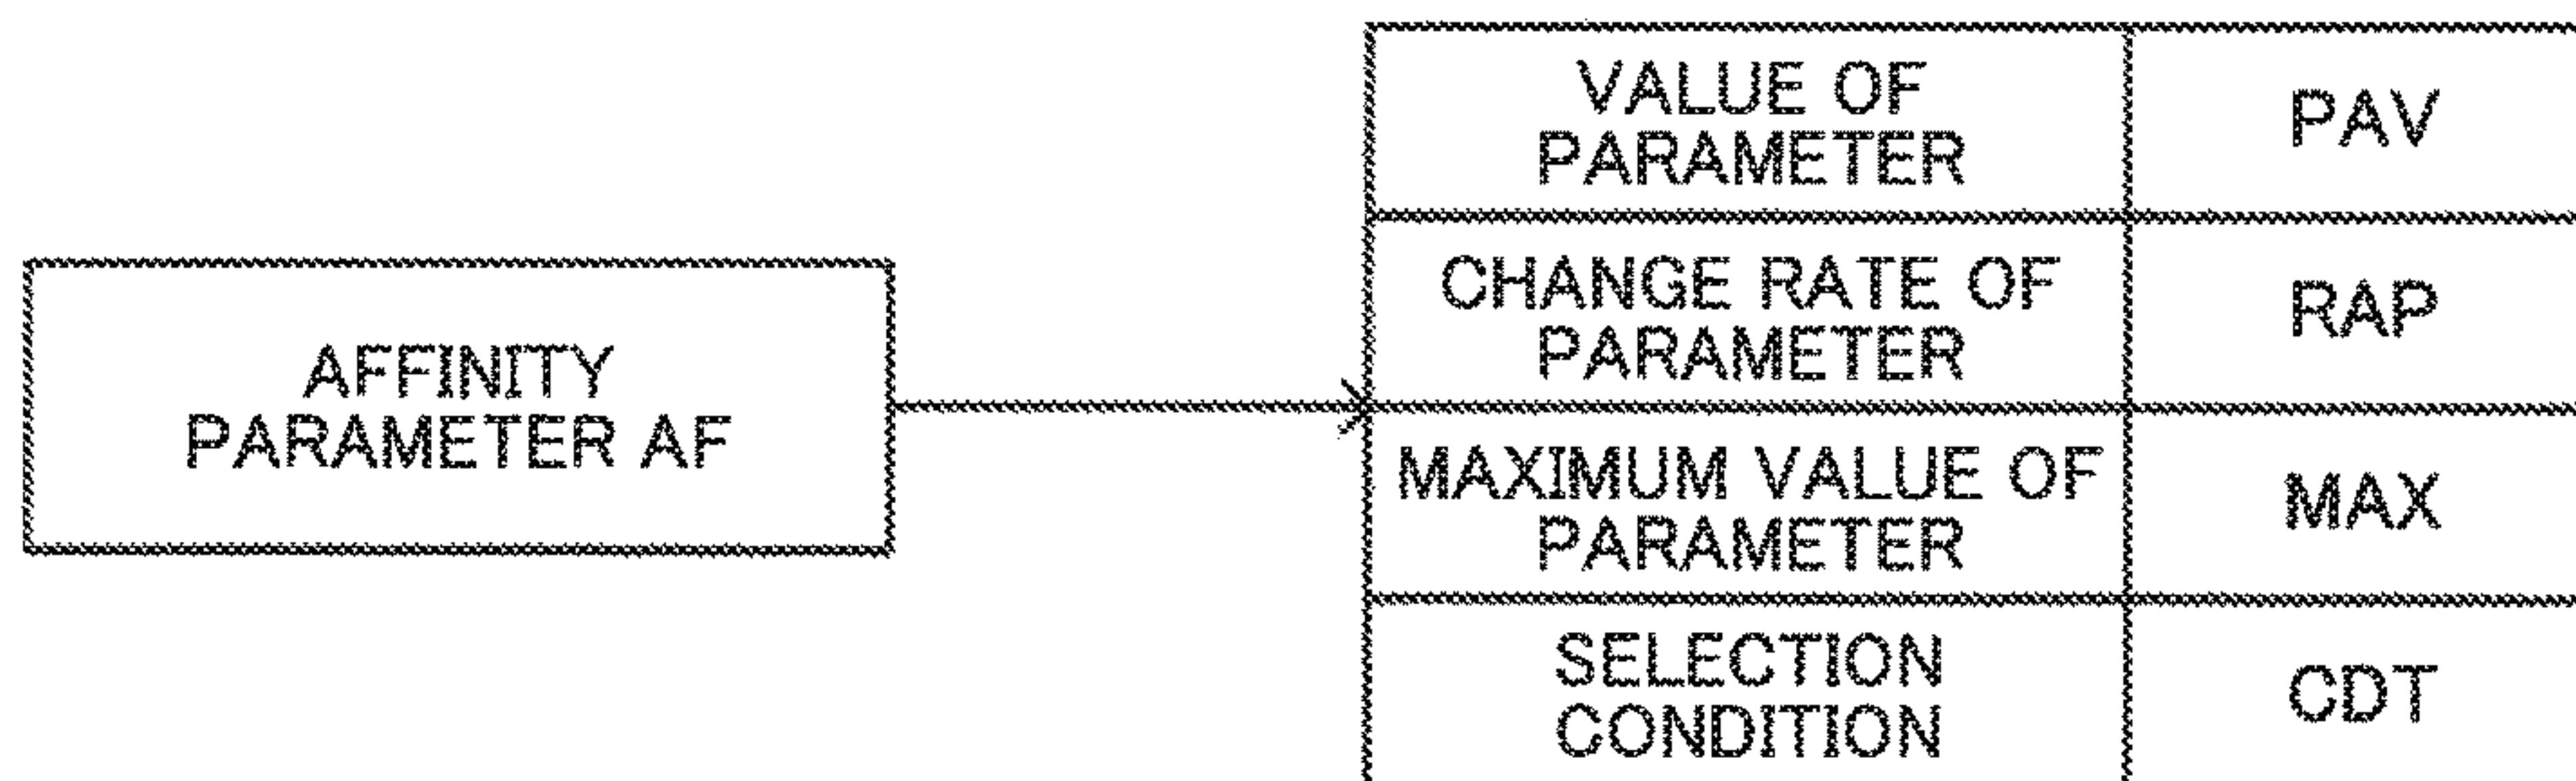 AFFINITY
PARAMETER AF
VALUE OF
PARAMETER
PAV
CHANGE RATE OF
PARAMETER
RAP
MAXIMUM VALUE OF
PARAMETER
MAX
SELECTION
CONDITION
CDT